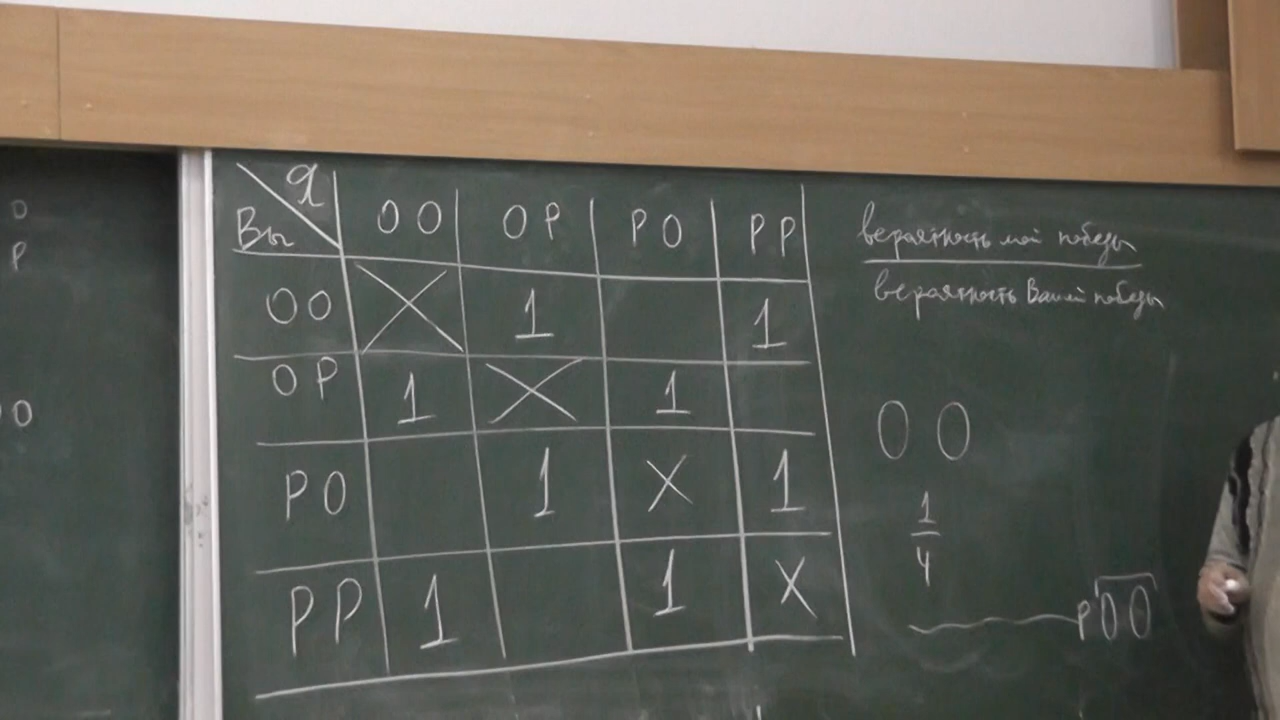 Я
Вы
ОО ОР РО РР
ОО 1 1
ОР 1 1
РО 1 1
РР 1 1
вероятность моей победы
вероятность Вашей победы
О О
1
4
Р О О
О
Р
О